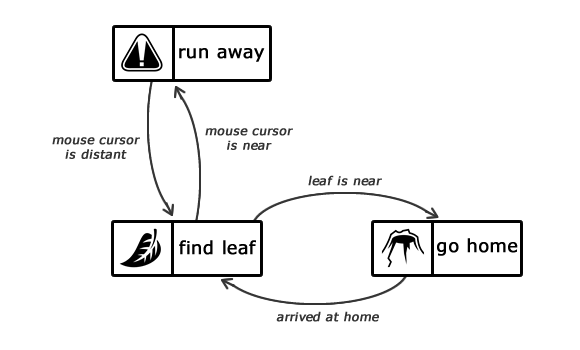 run away
mouse cursor
is distant
mouse cursor
is near
leaf is near
find leaf
go home
arrived at home